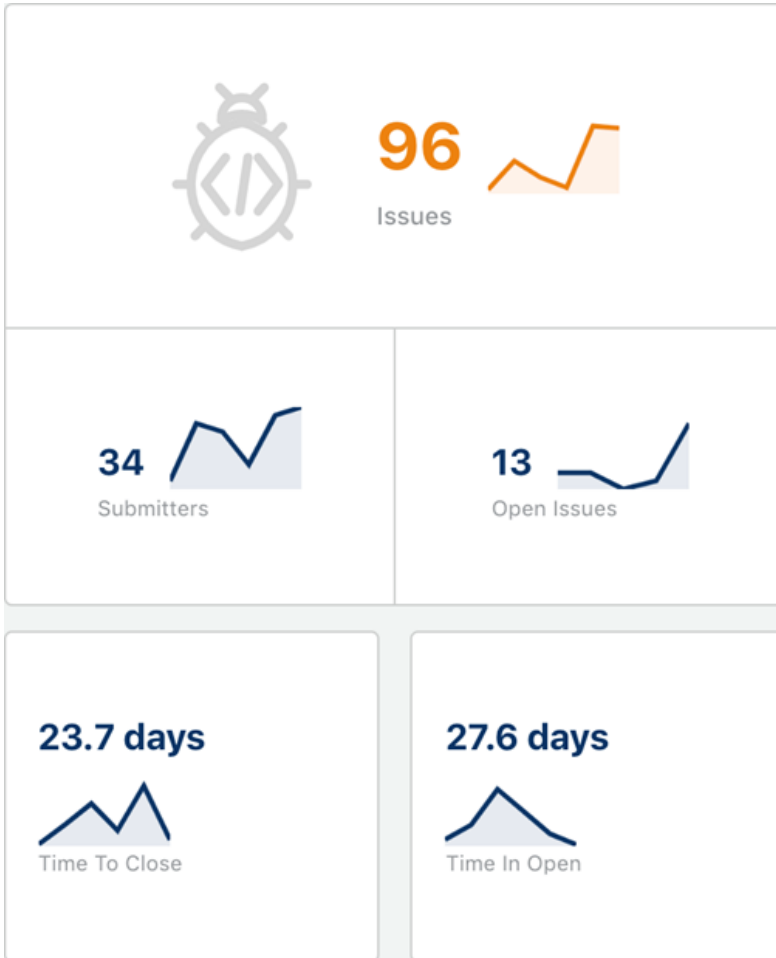 </>
96
Issues
34
Submitters
13
Open Issues
23.7 days
Time To Close
27.6 days
Time In Open